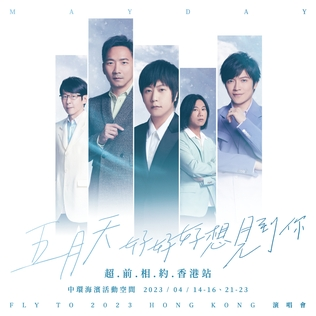 MAYDAY
五月天 好好好想見到你
超.前.相.約.香港站
中環海濱活動空間 2023 / 04 / 14-16、21-23
FLY TO 2023 HONG KONG 演唱會